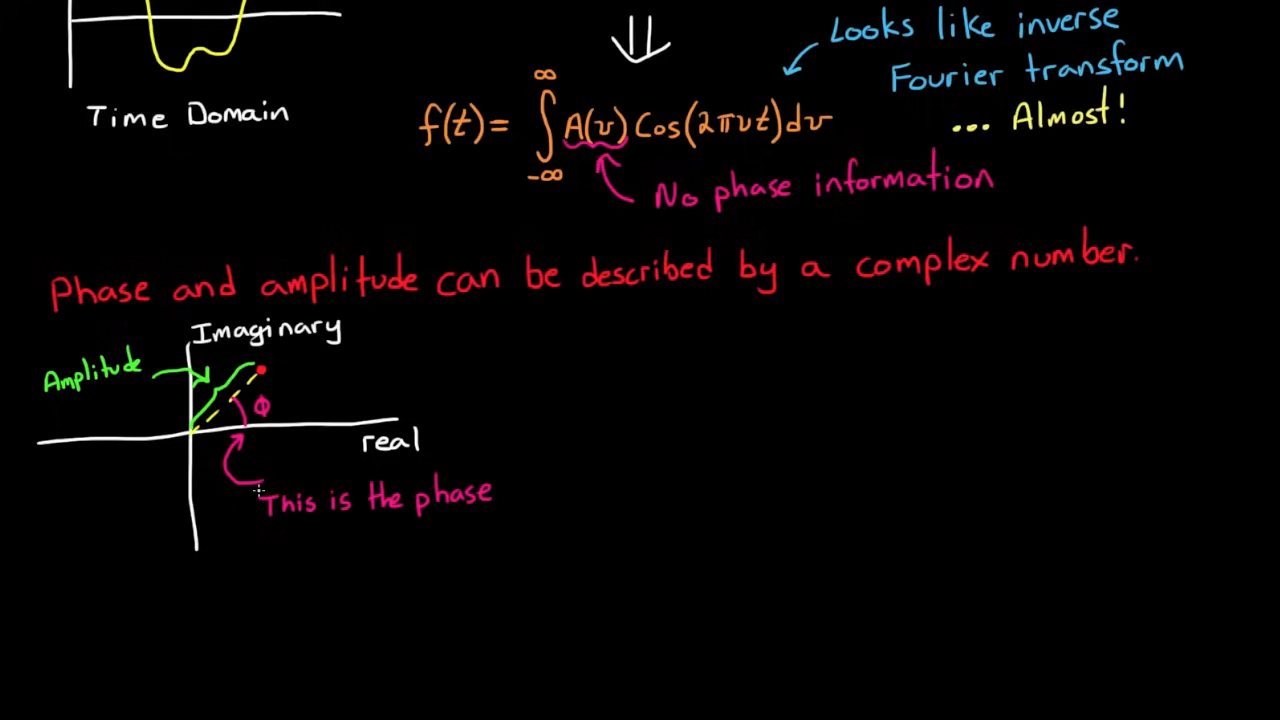 Looks like inverse
Fourier transform
... Almost!
Time Domain
f(t) = ∫_{-∞}^{∞} A(ν) Cos(2πνt)dν
No phase information
Phase and amplitude can be described by a complex number.
Imaginary
Amplitude
ϕ
real
This is the phase